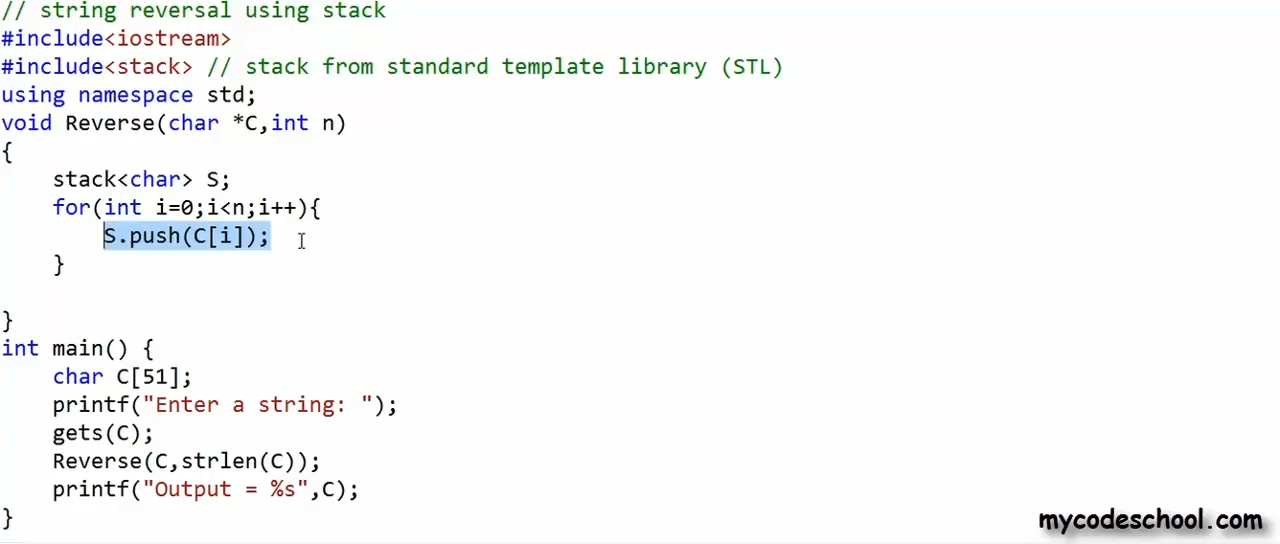 // string reversal using stack
#include<iostream>
#include<stack> // stack from standard template library (STL)
using namespace std;
void Reverse(char *C,int n)
{
    stack<char> S;
    for(int i=0;i<n;i++){
        S.push(C[i]);
    }
}
int main() {
    char C[51];
    printf("Enter a string: ");
    gets(C);
    Reverse(C,strlen(C));
    printf("Output = %s",C);
}
mycodeschool.com